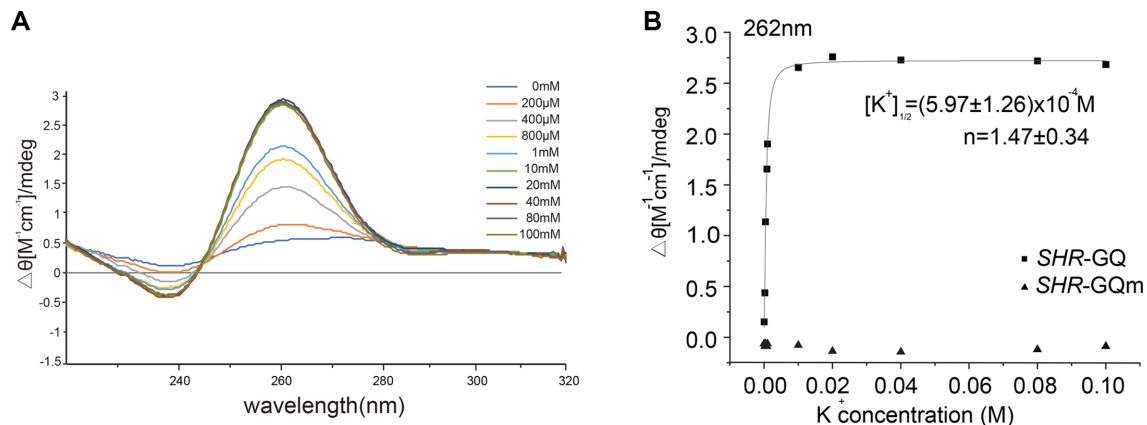 A
△θ[M⁻¹cm⁻¹]/mdeg
3
2.5
2
1.5
1
0.5
0
-0.5
-1
-1.5
240
260
280
300
320
wavelength(nm)
0mM
200μM
400μM
800μM
1mM
10mM
20mM
40mM
80mM
100mM
B
262nm
△θ[M⁻¹cm⁻¹]/mdeg
3.0
2.5
2.0
1.5
1.0
0.5
0.0
[K⁺]₁/₂=(5.97±1.26)x10⁻⁴M
n=1.47±0.34
SHR-GQ
SHR-GQm
0.00
0.02
0.04
0.06
0.08
0.10
K⁺concentration (M)